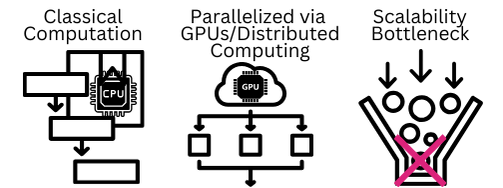 Classical
Computation
CPU
Parallelized via
GPUs/Distributed
Computing
GPU
Scalability
Bottleneck